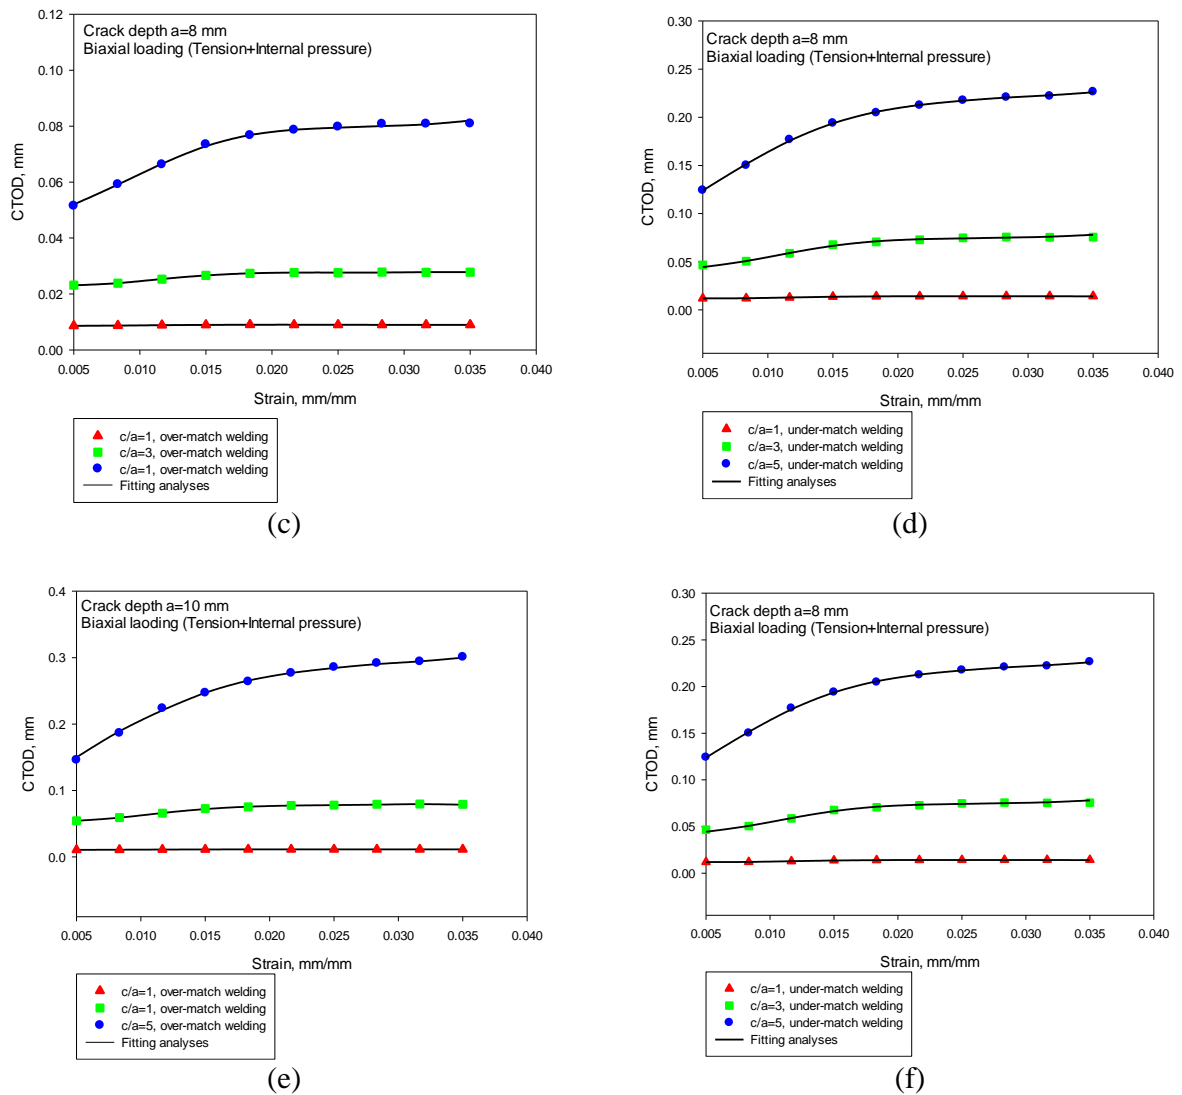 0.12
0.10
0.08
0.06
0.04
0.02
0.00
CTOD, mm
Crack depth a=8 mm
Biaxial loading (Tension+Internal pressure)
0.005 0.010 0.015 0.020 0.025 0.030 0.035 0.040
Strain, mm/mm
c/a=1, over-match welding
c/a=3, over-match welding
c/a=1, over-match welding
Fitting analyses
(c)
0.30
0.25
0.20
0.15
0.10
0.05
0.00
CTOD, mm
Crack depth a=8 mm
Biaxial loading (Tension+Internal pressure)
0.005 0.010 0.015 0.020 0.025 0.030 0.035 0.040
Strain, mm/mm
c/a=1, under-match welding
c/a=3, under-match welding
c/a=5, under-match welding
Fitting analyses
(d)
0.4
0.3
0.2
0.1
0.0
CTOD, mm
Crack depth a=10 mm
Biaxial laoding (Tension+Internal pressure)
0.005 0.010 0.015 0.020 0.025 0.030 0.035 0.040
Strain, mm/mm
c/a=1, over-match welding
c/a=1, over-match welding
c/a=5, over-match welding
Fitting analyses
(e)
0.30
0.25
0.20
0.15
0.10
0.05
0.00
CTOD, mm
Crack depth a=8 mm
Biaxial loading (Tension+Internal pressure)
0.005 0.010 0.015 0.020 0.025 0.030 0.035 0.040
Strain, mm/mm
c/a=1, under-match welding
c/a=3, under-match welding
c/a=5, under-match welding
Fitting analyses
(f)